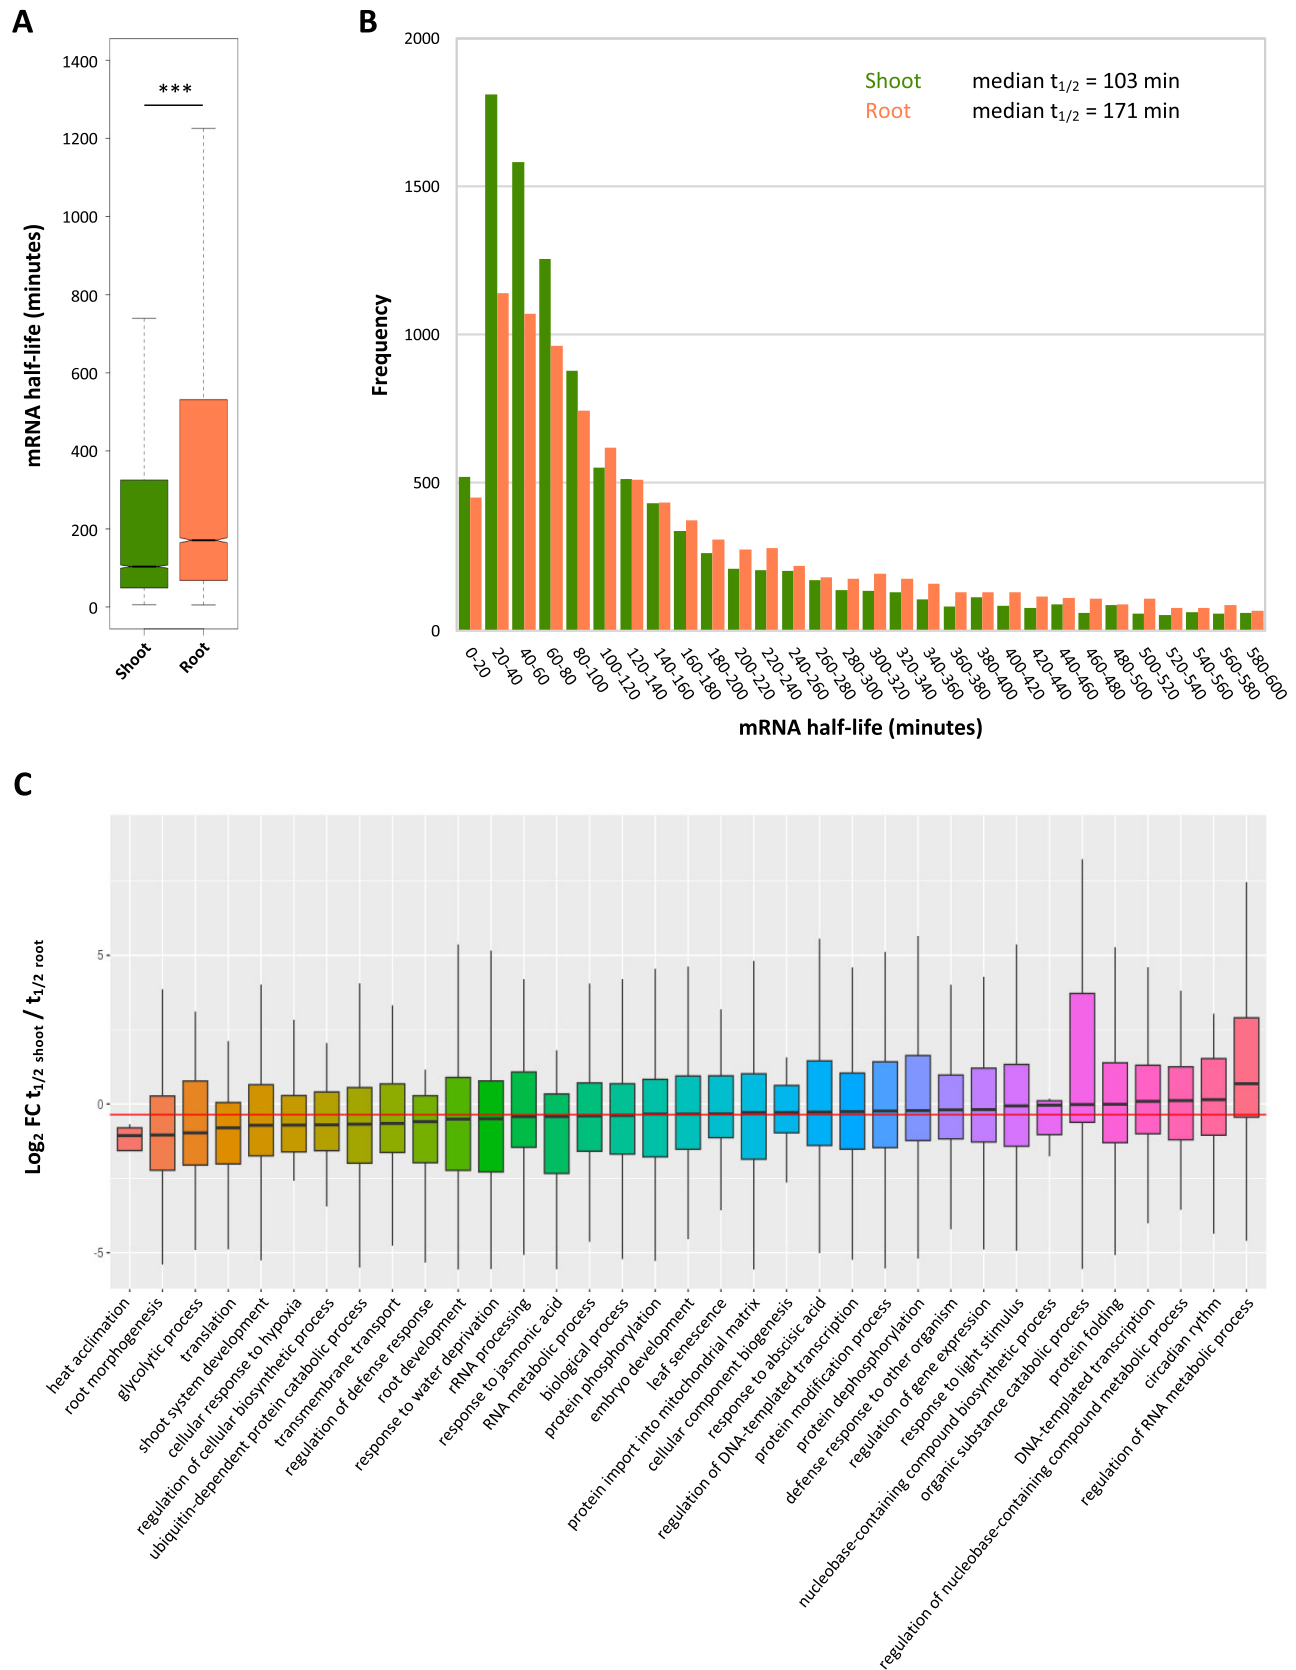 A
mRNA half-life (minutes)
1400
1200
1000
800
600
400
200
0
***
Shoot
Root
B
Frequency
2000
1500
1000
500
0
Shoot median t1/2 = 103 min
Root median t1/2 = 171 min
0-20
20-40
40-60
60-80
80-100
100-120
120-140
140-160
160-180
180-200
200-220
220-240
240-260
260-280
280-300
300-320
320-340
340-360
360-380
380-400
400-420
420-440
440-460
460-480
480-500
500-520
520-540
540-560
560-580
580-600
mRNA half-life (minutes)
C
Log2 FC t1/2 shoot / t1/2 root
5
0
-5
heat acclimation
root morphogenesis
glycolytic process
translation
shoot system development
cellular response to hypoxia
regulation of cellular biosynthetic process
ubiquitin-dependent protein catabolic process
transmembrane transport
regulation of defense response
root development
response to water deprivation
rRNA processing
response to jasmonic acid
RNA metabolic process
biological process
protein phosphorylation
embryo development
leaf senescence
protein import into mitochondrial matrix
cellular component biogenesis
response to abscisic acid
regulation of DNA-templated transcription
protein modification process
protein dephosphorylation
defense response to other organism
regulation of gene expression
response to light stimulus
nucleobase-containing compound biosynthetic process
organic substance catabolic process
protein folding
DNA-templated transcription
regulation of nucleobase-containing compound metabolic process
circadian rythm
regulation of RNA metabolic process